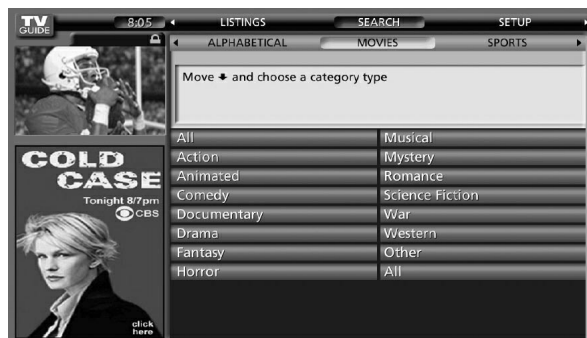 TV
GUIDE
8:05
LISTINGS
SEARCH
SETUP
ALPHABETICAL
MOVIES
SPORTS
Move ↓ and choose a category type
All
Action
Animated
Comedy
Documentary
Drama
Fantasy
Horror
Musical
Mystery
Romance
Science Fiction
War
Western
Other
All
COLD
CASE
Tonight 8/7pm
CBS
click
here